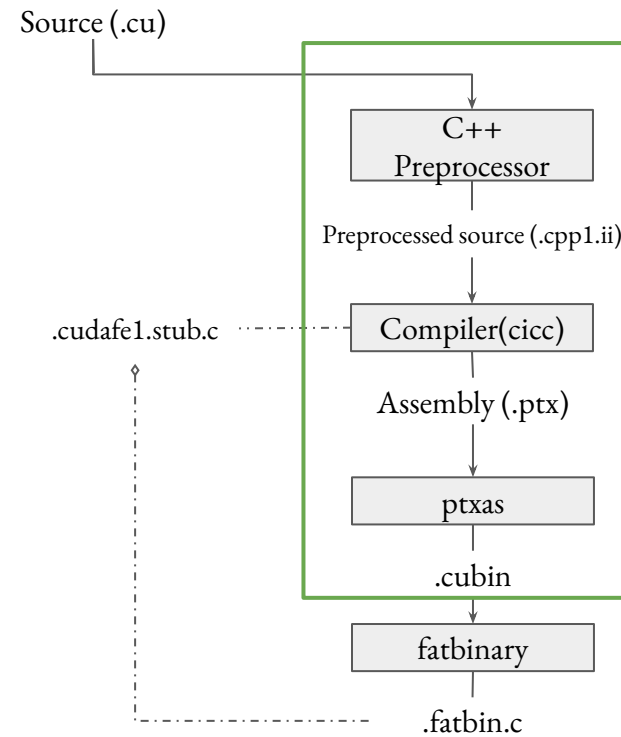 Source (.cu)
C++
Preprocessor
Preprocessed source (.cpp1.ii)
.cudafe1.stub.c
Compiler(cicc)
Assembly (.ptx)
ptxas
.cubin
fatbinary
.fatbin.c